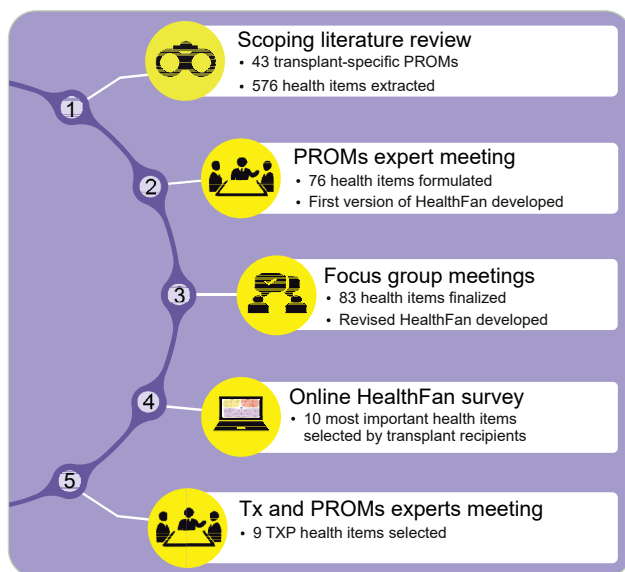 1
Scoping literature review
• 43 transplant-specific PROMs
• 576 health items extracted
2
PROMs expert meeting
• 76 health items formulated
• First version of HealthFan developed
3
Focus group meetings
• 83 health items finalized
• Revised HealthFan developed
4
Online HealthFan survey
• 10 most important health items
selected by transplant recipients
5
Tx and PROMs experts meeting
• 9 TXP health items selected